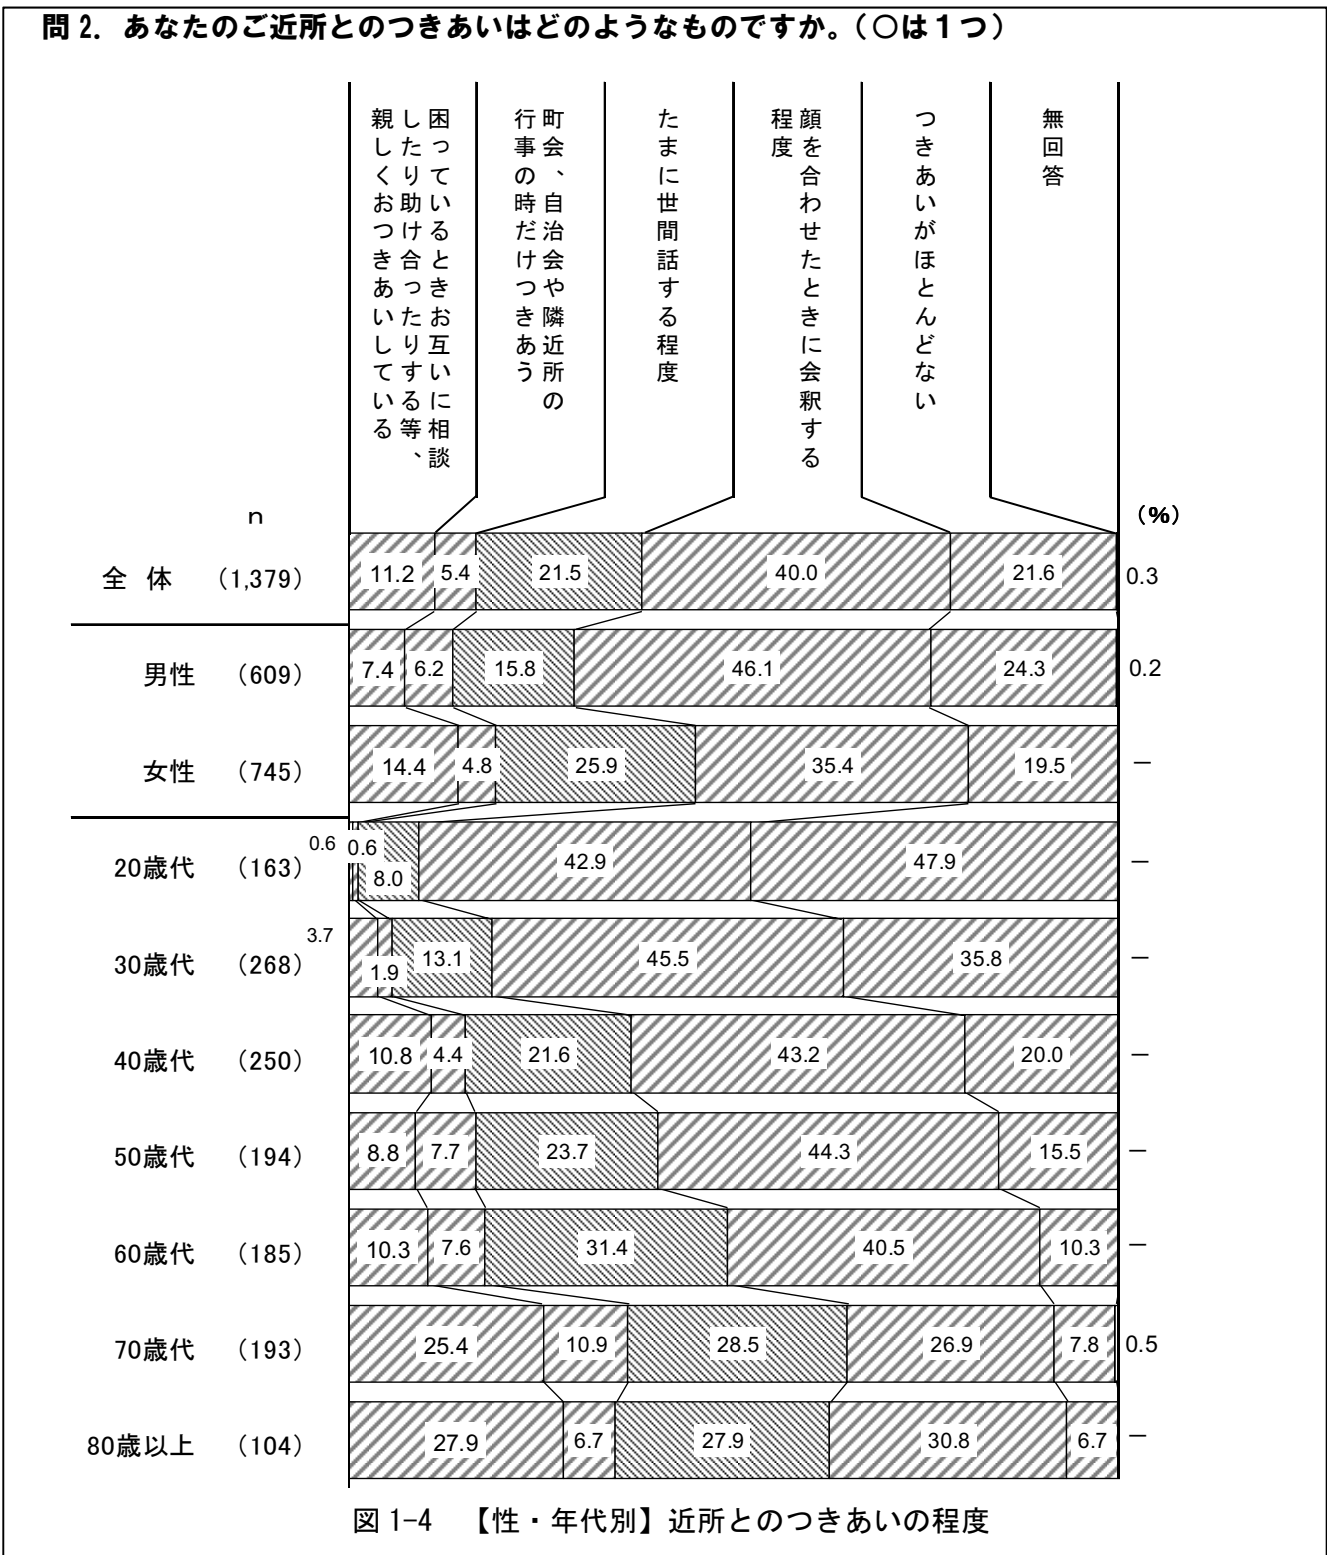 問2. あなたのご近所とのつきあいはどのようなものですか。(○は1つ)
困っているときお互いに相談
したり助け合ったりする等、
親しくおつきあいしている
町会、自治会や隣近所の
行事の時だけつきあう
たまに世間話する程度
顔を合わせたときに会釈する
程度
つきあいがほとんどない
無回答
n
(%)
全体 (1,379) 11.2 5.4 21.5 40.0 21.6 0.3
男性 (609) 7.4 6.2 15.8 46.1 24.3 0.2
女性 (745) 14.4 4.8 25.9 35.4 19.5 －
20歳代 (163) 0.6 0.6 8.0 42.9 47.9 －
30歳代 (268) 3.7 1.9 13.1 45.5 35.8 －
40歳代 (250) 10.8 4.4 21.6 43.2 20.0 －
50歳代 (194) 8.8 7.7 23.7 44.3 15.5 －
60歳代 (185) 10.3 7.6 31.4 40.5 10.3 －
70歳代 (193) 25.4 10.9 28.5 26.9 7.8 0.5
80歳以上 (104) 27.9 6.7 27.9 30.8 6.7 －
図1-4 【性・年代別】近所とのつきあいの程度